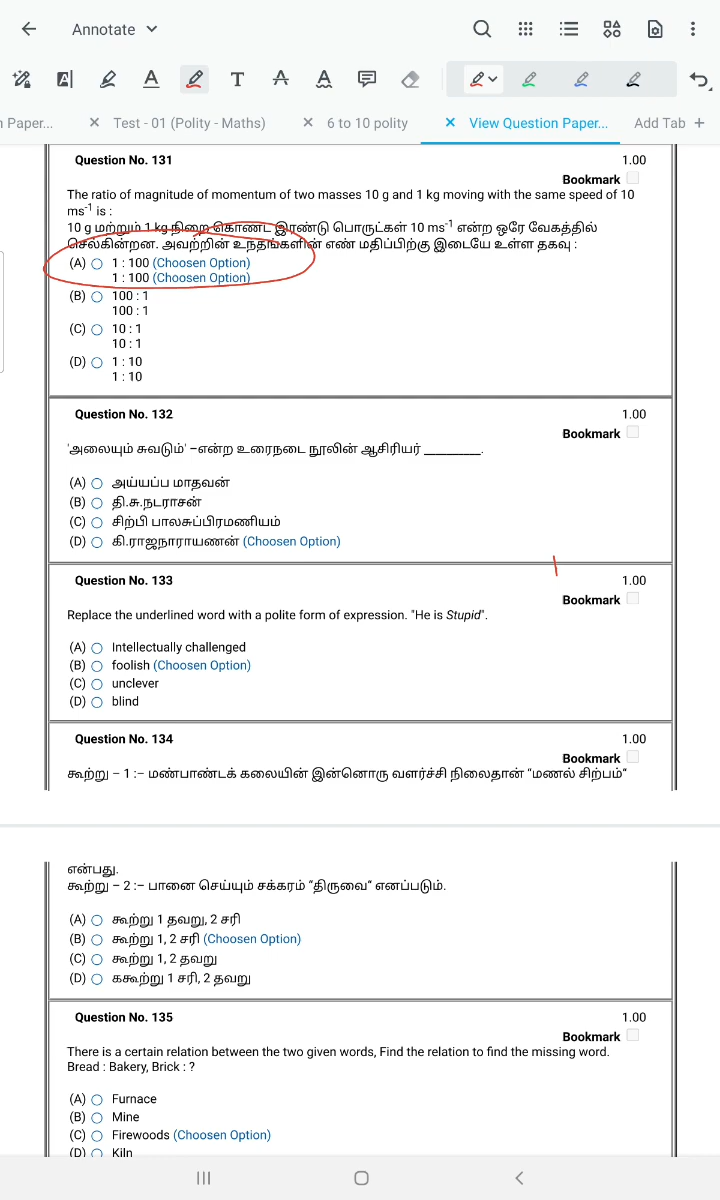 Annotate
n Paper...
Test - 01 (Polity - Maths)
6 to 10 polity
View Question Paper...
Add Tab +
Question No. 131
1.00
Bookmark
The ratio of magnitude of momentum of two masses 10 g and 1 kg moving with the same speed of 10
ms-1 is :
10 g மற்றும் 1 kg நிறை கொண்ட இரண்டு பொருட்கள் 10 ms-1 என்ற ஒரே வேகத்தில்
செல்கின்றன. அவற்றின் உந்தங்களின் எண் மதிப்பிற்கு இடையே உள்ள தகவு :
(A) 1 : 100 (Choosen Option)
1 : 100 (Choosen Option)
(B) 100 : 1
100 : 1
(C) 10 : 1
10 : 1
(D) 1 : 10
1 : 10
Question No. 132
1.00
Bookmark
'அலையும் சுவடும்' –என்ற உரைநடை நூலின் ஆசிரியர் ________.
(A) அய்யப்ப மாதவன்
(B) தி.சு.நடராசன்
(C) சிற்பி பாலசுப்பிரமணியம்
(D) கி.ராஜநாராயணன் (Choosen Option)
Question No. 133
1.00
Bookmark
Replace the underlined word with a polite form of expression. "He is Stupid".
(A) Intellectually challenged
(B) foolish (Choosen Option)
(C) unclever
(D) blind
Question No. 134
1.00
Bookmark
கூற்று – 1 :– மண்பாண்டக் கலையின் இன்னொரு வளர்ச்சி நிலைதான் “மணல் சிற்பம்“
என்பது.
கூற்று – 2 :– பானை செய்யும் சக்கரம் “திருவை“ எனப்படும்.
(A) கூற்று 1 தவறு, 2 சரி
(B) கூற்று 1, 2 சரி (Choosen Option)
(C) கூற்று 1, 2 தவறு
(D) ககூற்று 1 சரி, 2 தவறு
Question No. 135
1.00
Bookmark
There is a certain relation between the two given words, Find the relation to find the missing word.
Bread : Bakery, Brick : ?
(A) Furnace
(B) Mine
(C) Firewoods (Choosen Option)
(D) Kiln